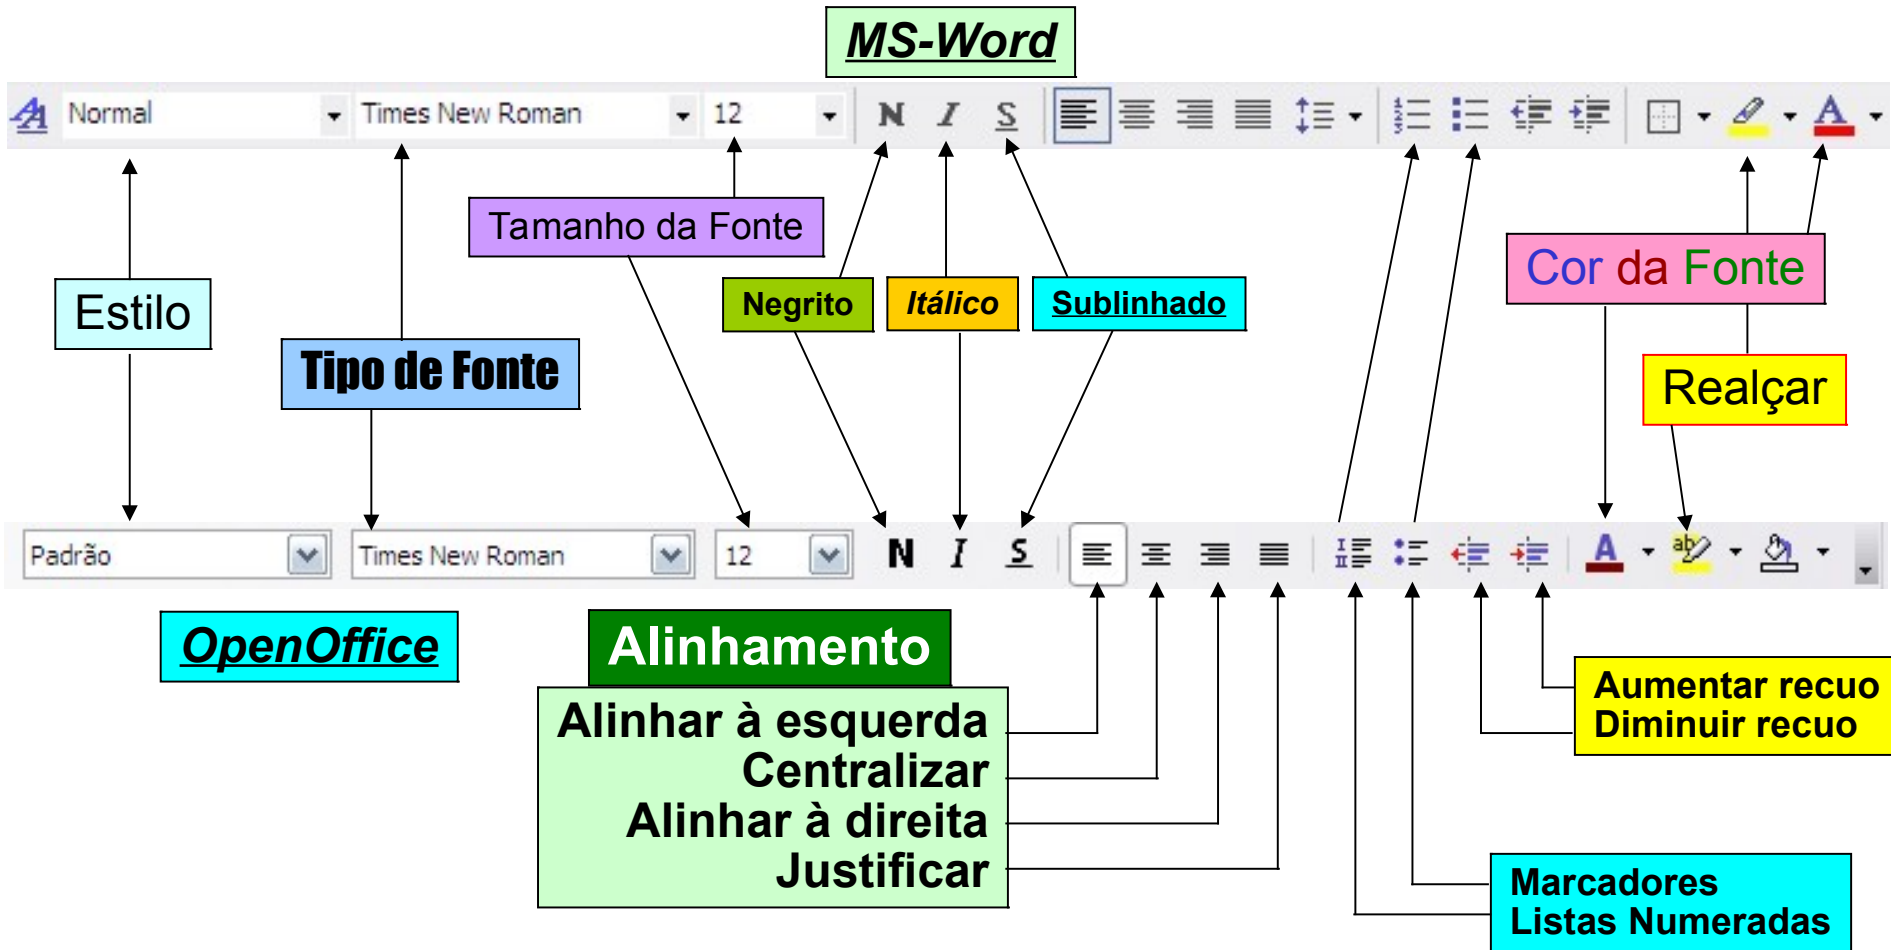 MS-Word
Normal Times New Roman 12 N I S A
Tamanho da Fonte
Estilo
Negrito Itálico Sublinhado
Cor da Fonte
Tipo de Fonte
Realçar
Padrão Times New Roman 12 N I S A ab
OpenOffice
Alinhamento
Alinhar à esquerda
Centralizar
Alinhar à direita
Justificar
Aumentar recuo
Diminuir recuo
Marcadores
Listas Numeradas